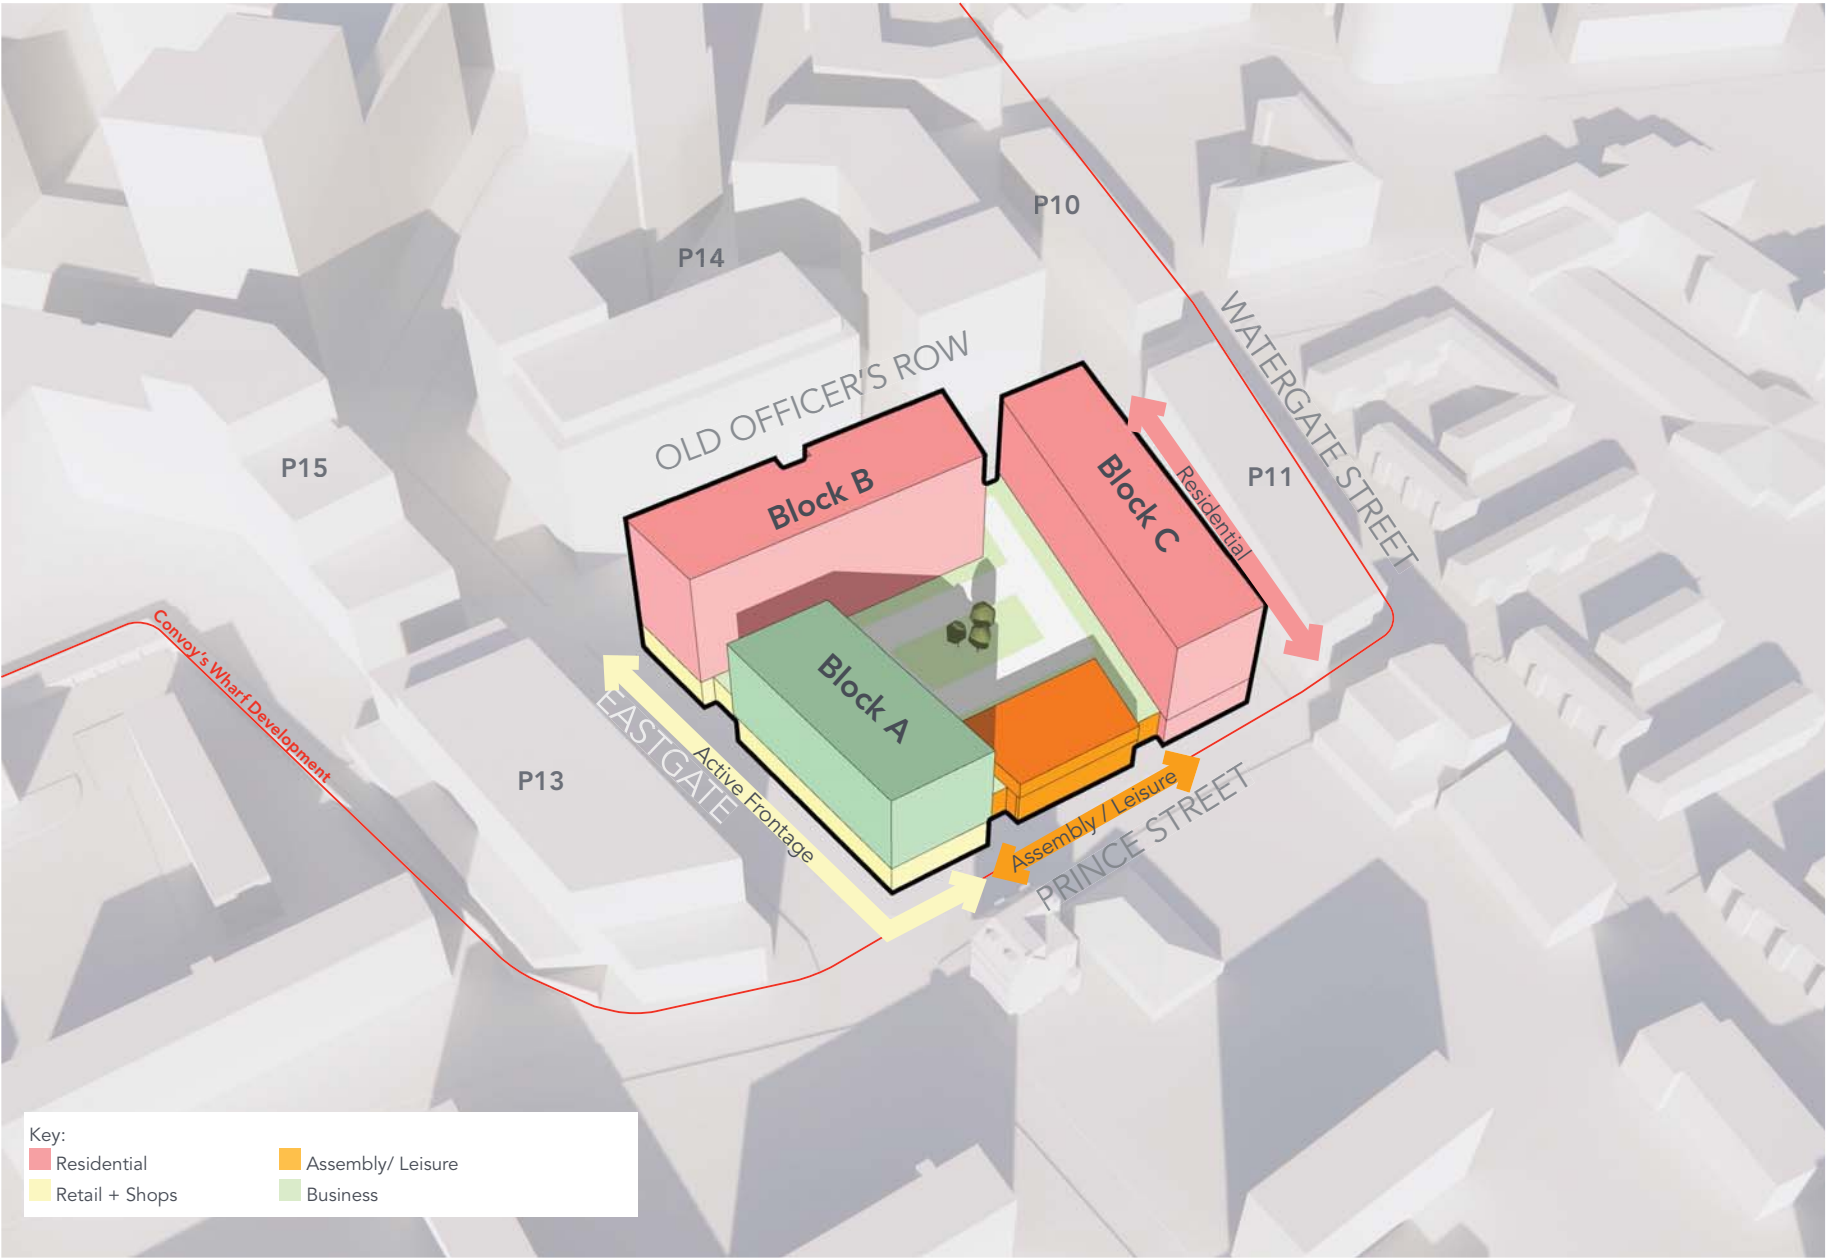 P10
P14
WATERGATE STREET
OLD OFFICER'S ROW
P15
Block B
Block C
Residential
P11
Convoy's Wharf Development
Block A
EASTGATE
Active Frontage
P13
Assembly / Leisure
PRINCE STREET
Key:
Residential
Assembly/ Leisure
Retail + Shops
Business